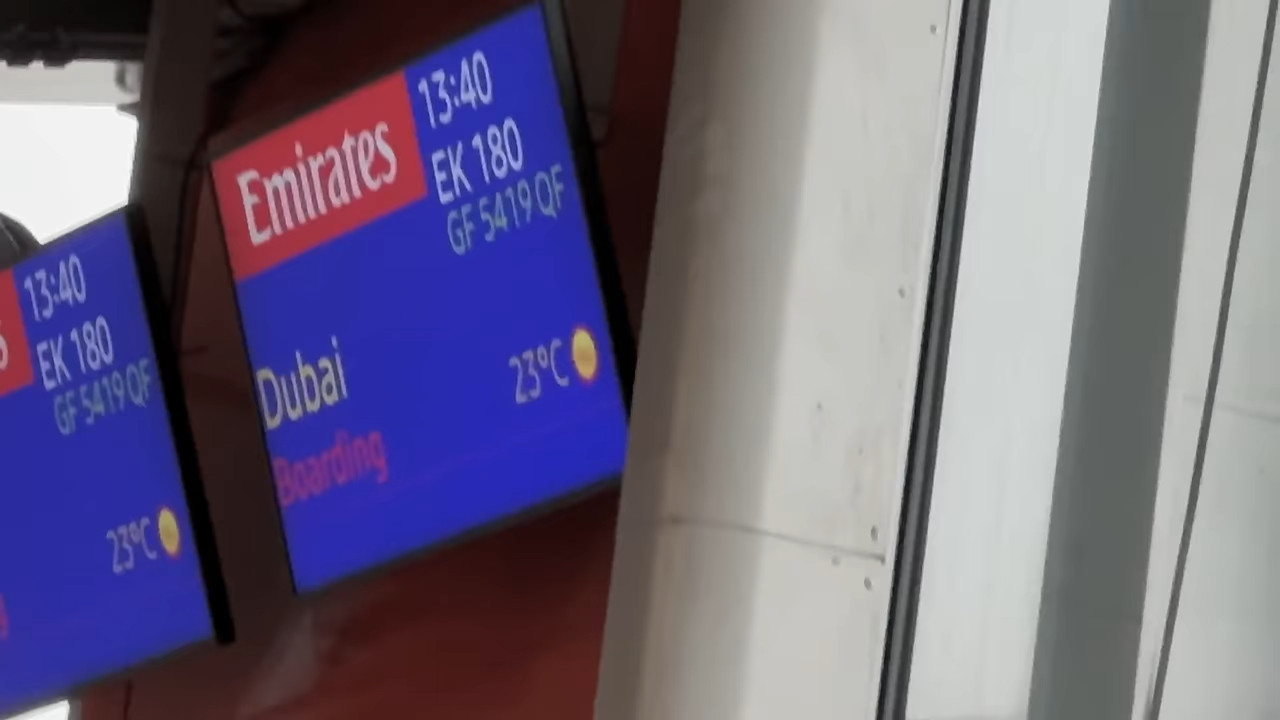 13:40
EK 180
GF 5419 QF
23°C
Emirates
13:40
EK 180
GF 5419 QF
Dubai
23°C
Boarding